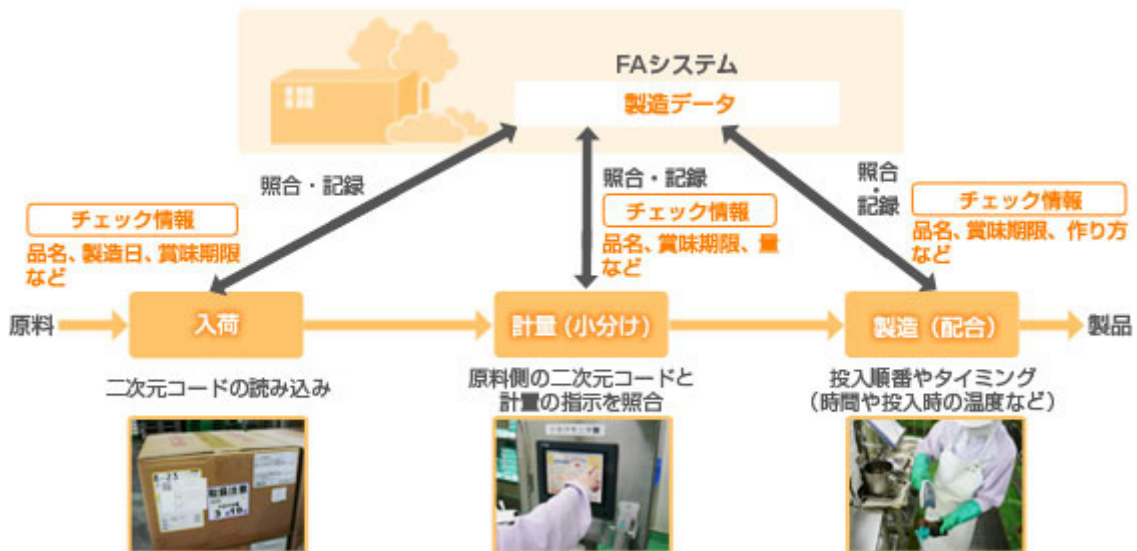 FAシステム
製造データ
照合・記録
チェック情報
品名、製造日、賞味期限
など
照合・記録
チェック情報
品名、賞味期限、量
など
照合
・
記録
チェック情報
品名、賞味期限、作り方
など
原料
入荷
計量(小分け)
製造(配合)
製品
二次元コードの読み込み
原料側の二次元コードと
計量の指示を照合
投入順番やタイミング
(時間や投入時の温度など)
8-23
取扱注意